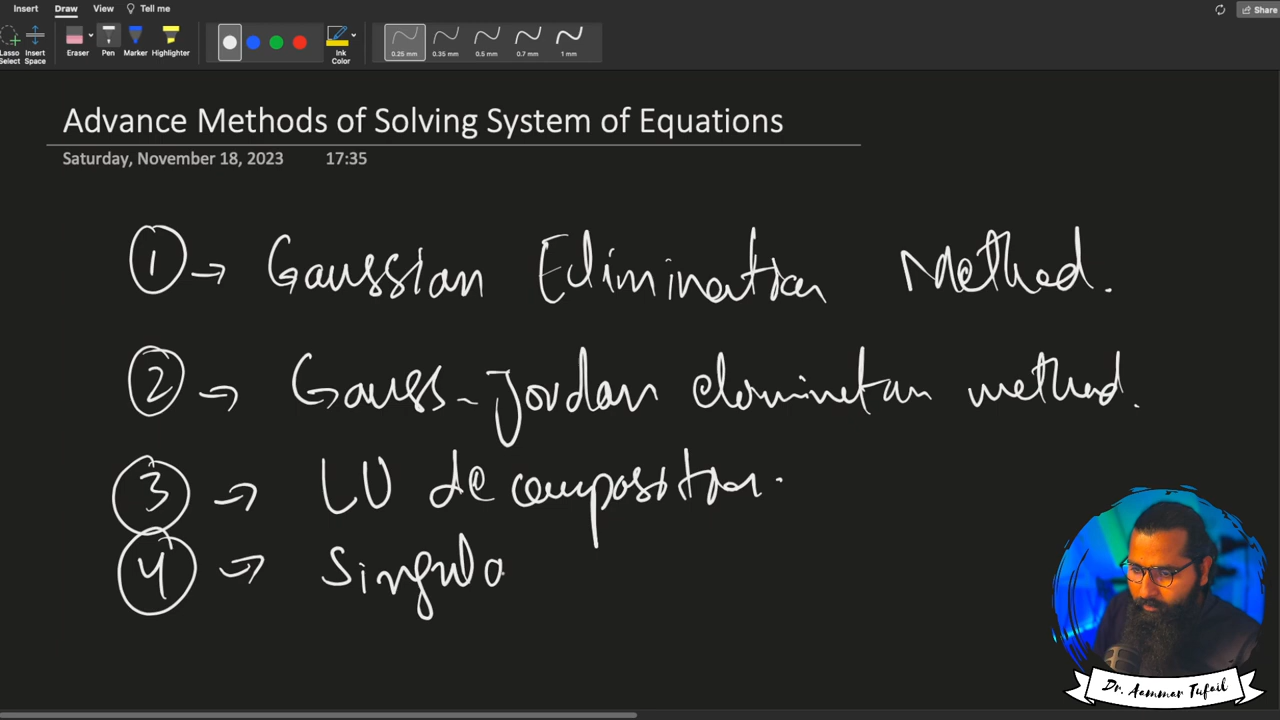 Insert Draw View Tell me Share
Lasso Select Insert Space Eraser Pen Marker Highlighter Ink Color 0.25 mm 0.35 mm 0.5 mm 0.7 mm 1 mm
Advance Methods of Solving System of Equations
Saturday, November 18, 2023 17:35
1 → Gaussian Elimination Method.
2 → Gauss-Jordan elominetan method.
3 → LU decomposition.
4 → Singula
Dr. Aammar Tufail